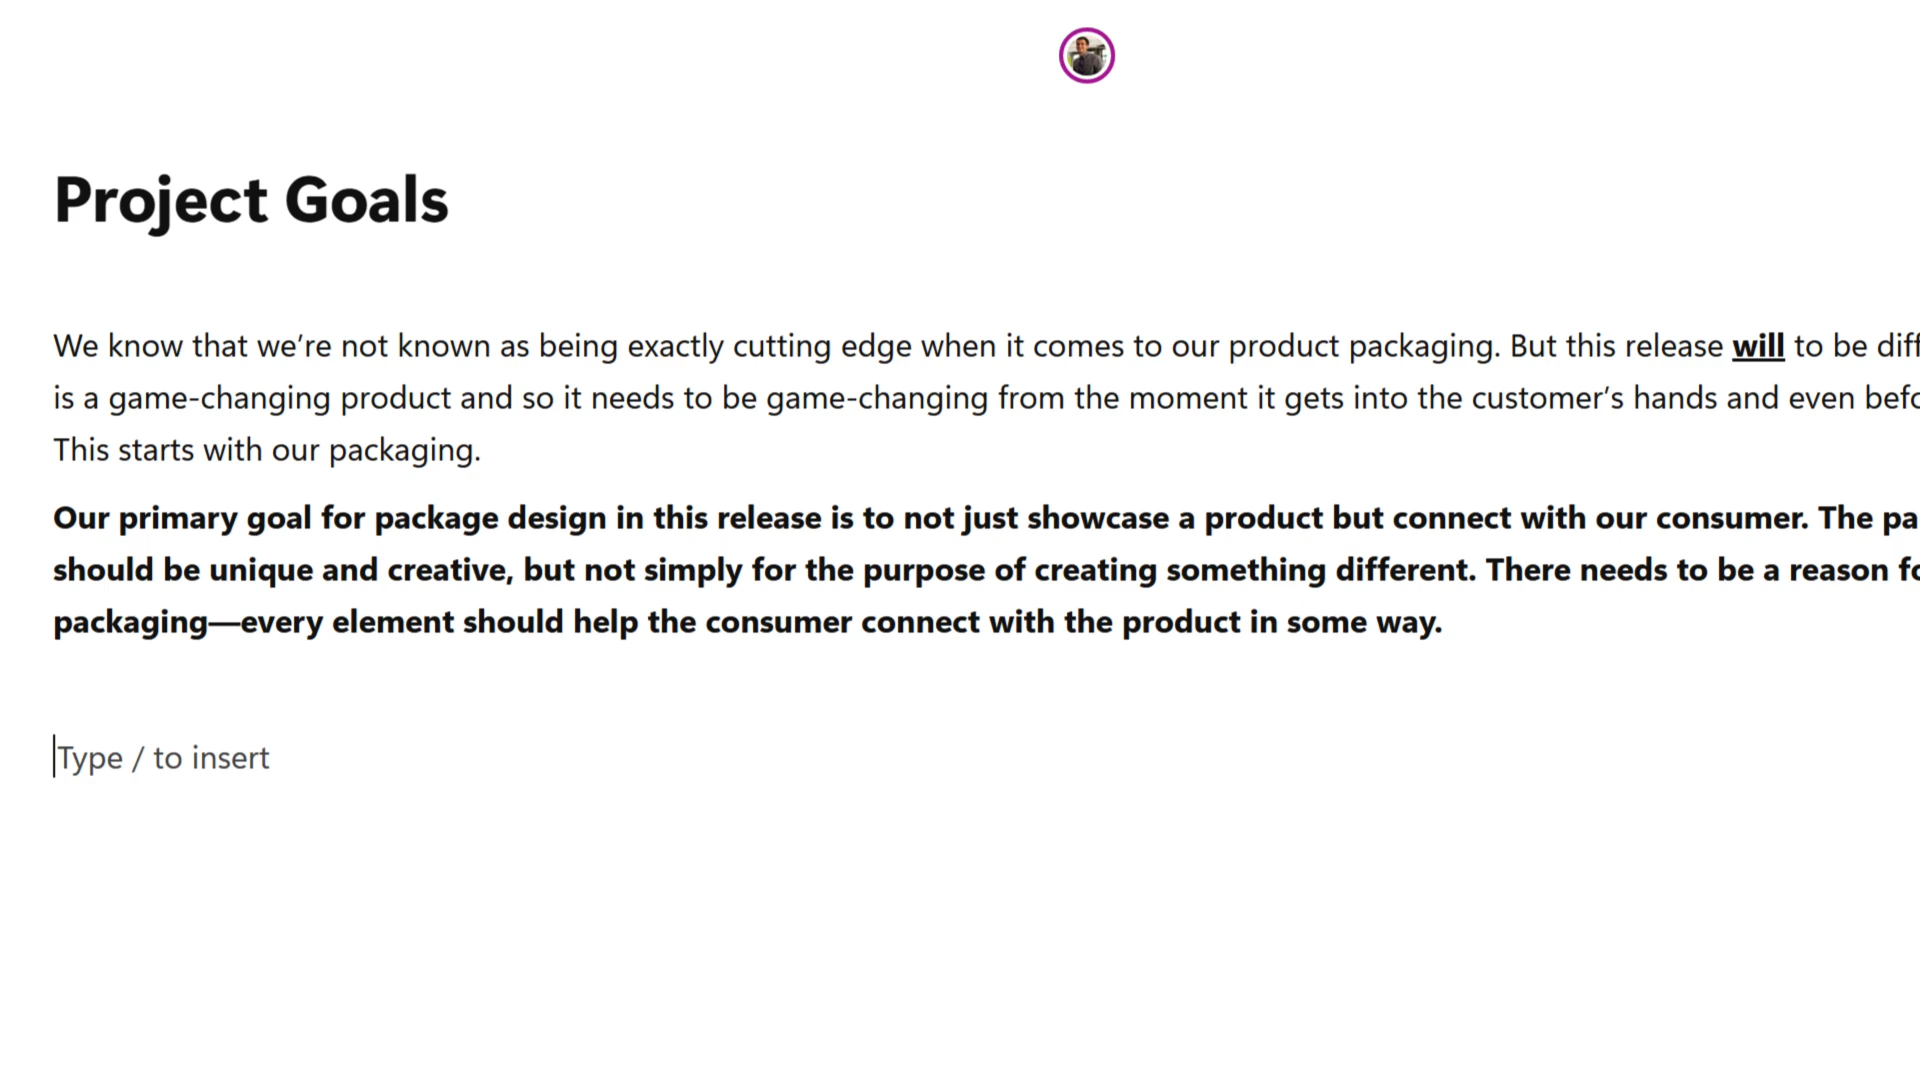 Project Goals
We know that we’re not known as being exactly cutting edge when it comes to our product packaging. But this release will to be
is a game-changing product and so it needs to be game-changing from the moment it gets into the customer’s hands and even
This starts with our packaging.
Our primary goal for package design in this release is to not just showcase a product but connect with our consumer. The
should be unique and creative, but not simply for the purpose of creating something different. There needs to be a reason
packaging—every element should help the consumer connect with the product in some way.
Type / to insert